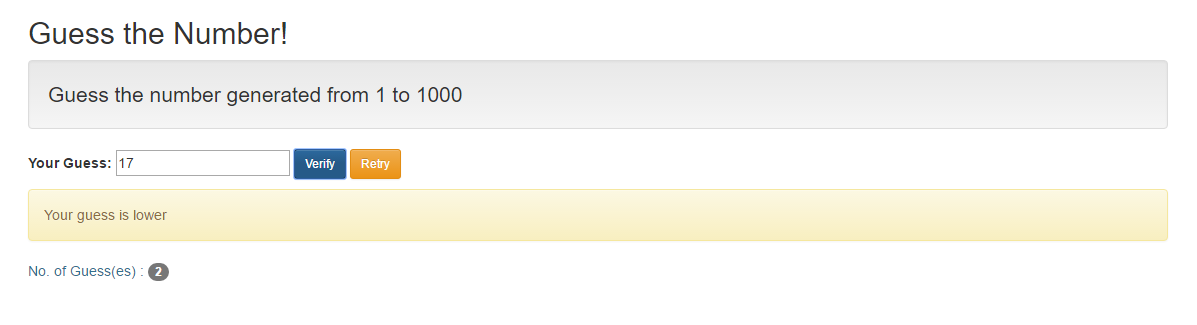 Guess the Number!
Guess the number generated from 1 to 1000
Your Guess: 17 Verify Retry
Your guess is lower
No. of Guess(es) : 2